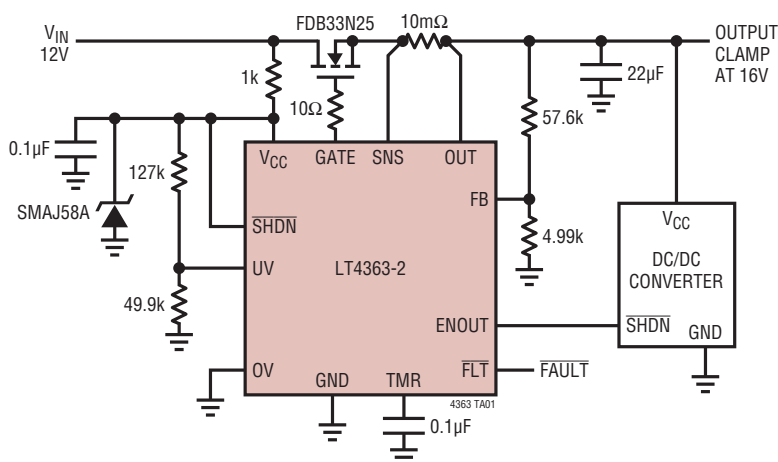 V_IN
12V
FDB33N25
10mΩ
OUTPUT
CLAMP
AT 16V
1k
10Ω
22µF
57.6k
0.1µF
127k
SMAJ58A
49.9k
V_CC
GATE
SNS
OUT
FB
SHDN
UV
LT4363-2
4.99k
V_CC
DC/DC
CONVERTER
ENOUT
SHDN
GND
OV
GND
TMR
FLT
FAULT
4363 TA01
0.1µF